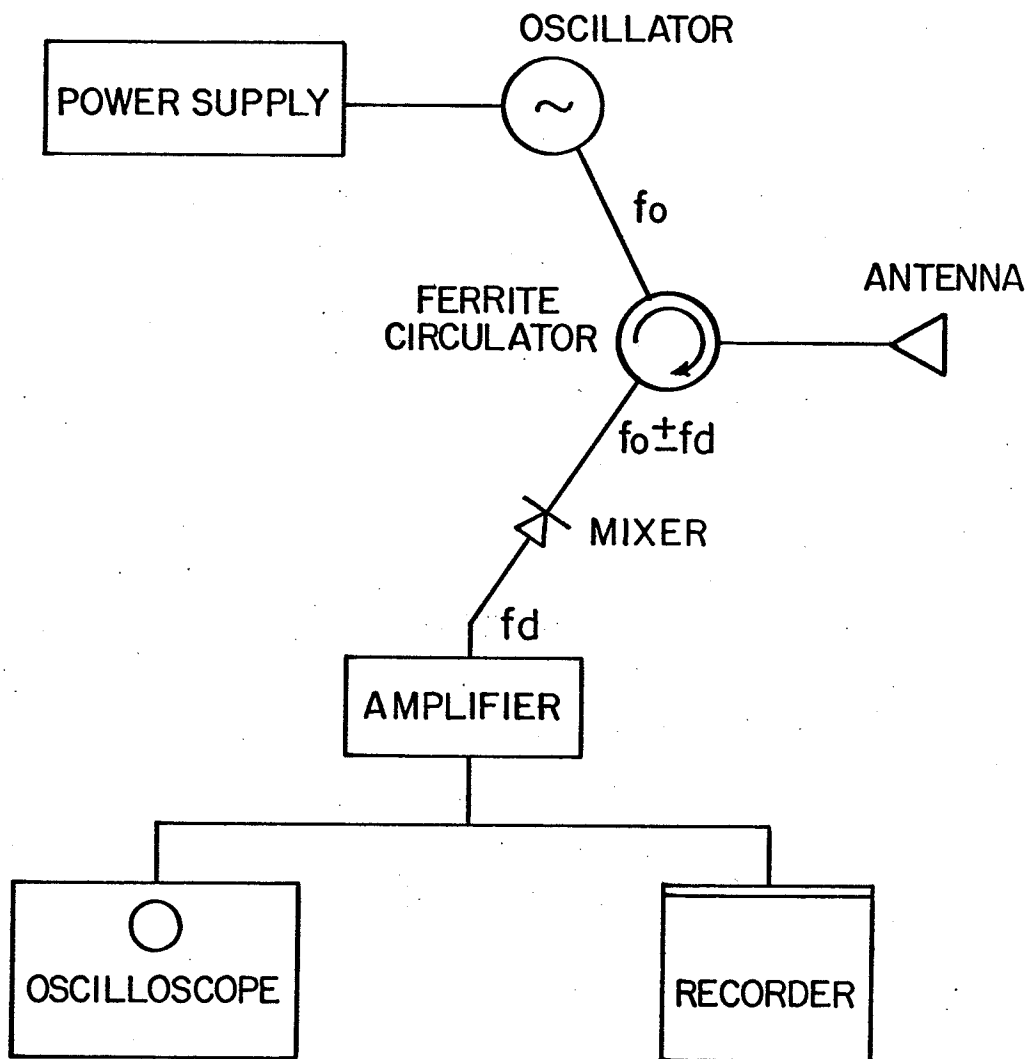 OSCILLATOR
POWER SUPPLY
~
fo
ANTENNA
FERRITE
CIRCULATOR
fo±fd
MIXER
fd
AMPLIFIER
OSCILLOSCOPE
RECORDER